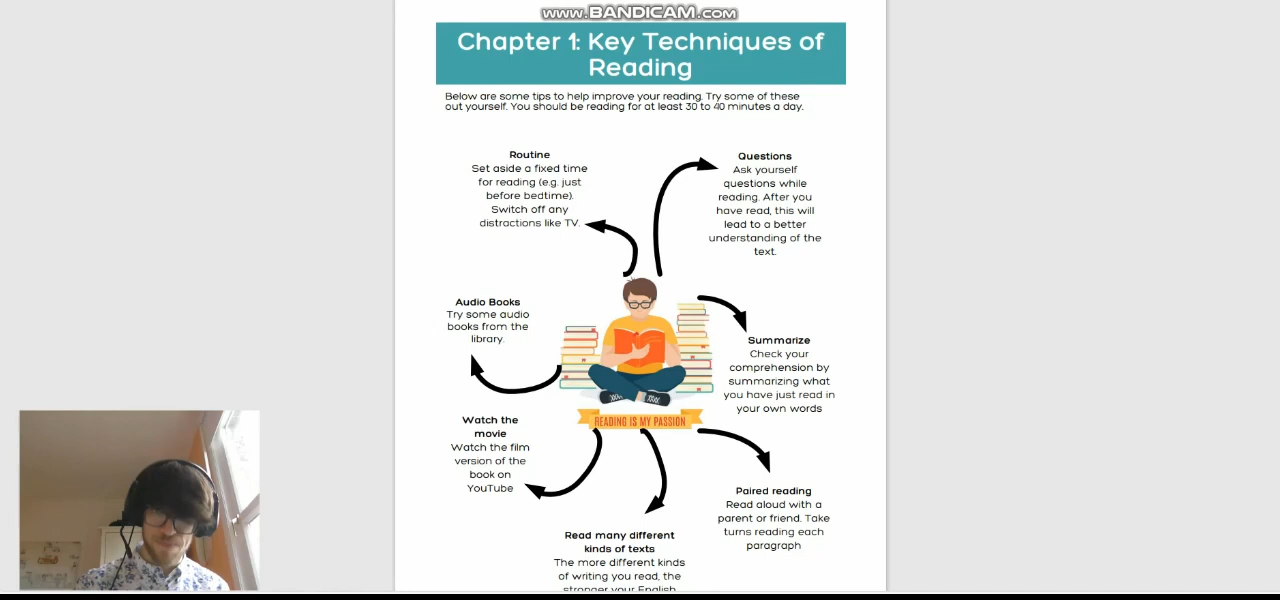 www.BANDICAM.com
Chapter 1: Key Techniques of
Reading
Below are some tips to help improve your reading. Try some of these
out yourself. You should be reading for at least 30 to 40 minutes a day.
Routine
Set aside a fixed time
for reading (e.g. just
before bedtime).
Switch off any
distractions like TV.
Questions
Ask yourself
questions while
reading. After you
have read, this will
lead to a better
understanding of the
text.
Audio Books
Try some audio
books from the
library.
Summarize
Check your
comprehension by
summarizing what
you have just read in
your own words
READING IS MY PASSION
Watch the
movie
Watch the film
version of the
book on
YouTube
Paired reading
Read aloud with a
parent or friend. Take
turns reading each
paragraph
Read many different
kinds of texts
The more different kinds
of writing you read, the
stronger your English